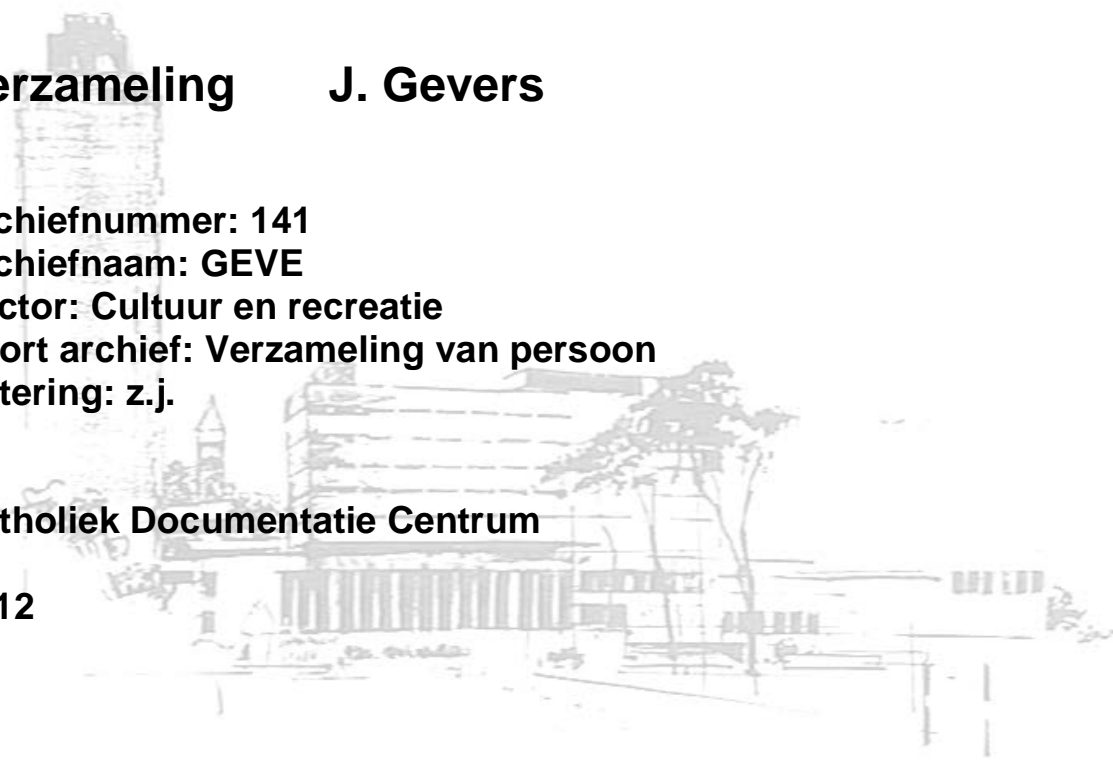 erzameling J. Gevers
chiefnummer: 141
chiefnaam: GEVE
ctor: Cultuur en recreatie
ort archief: Verzameling van persoon
tering: z.j.
tholiek Documentatie Centrum
12